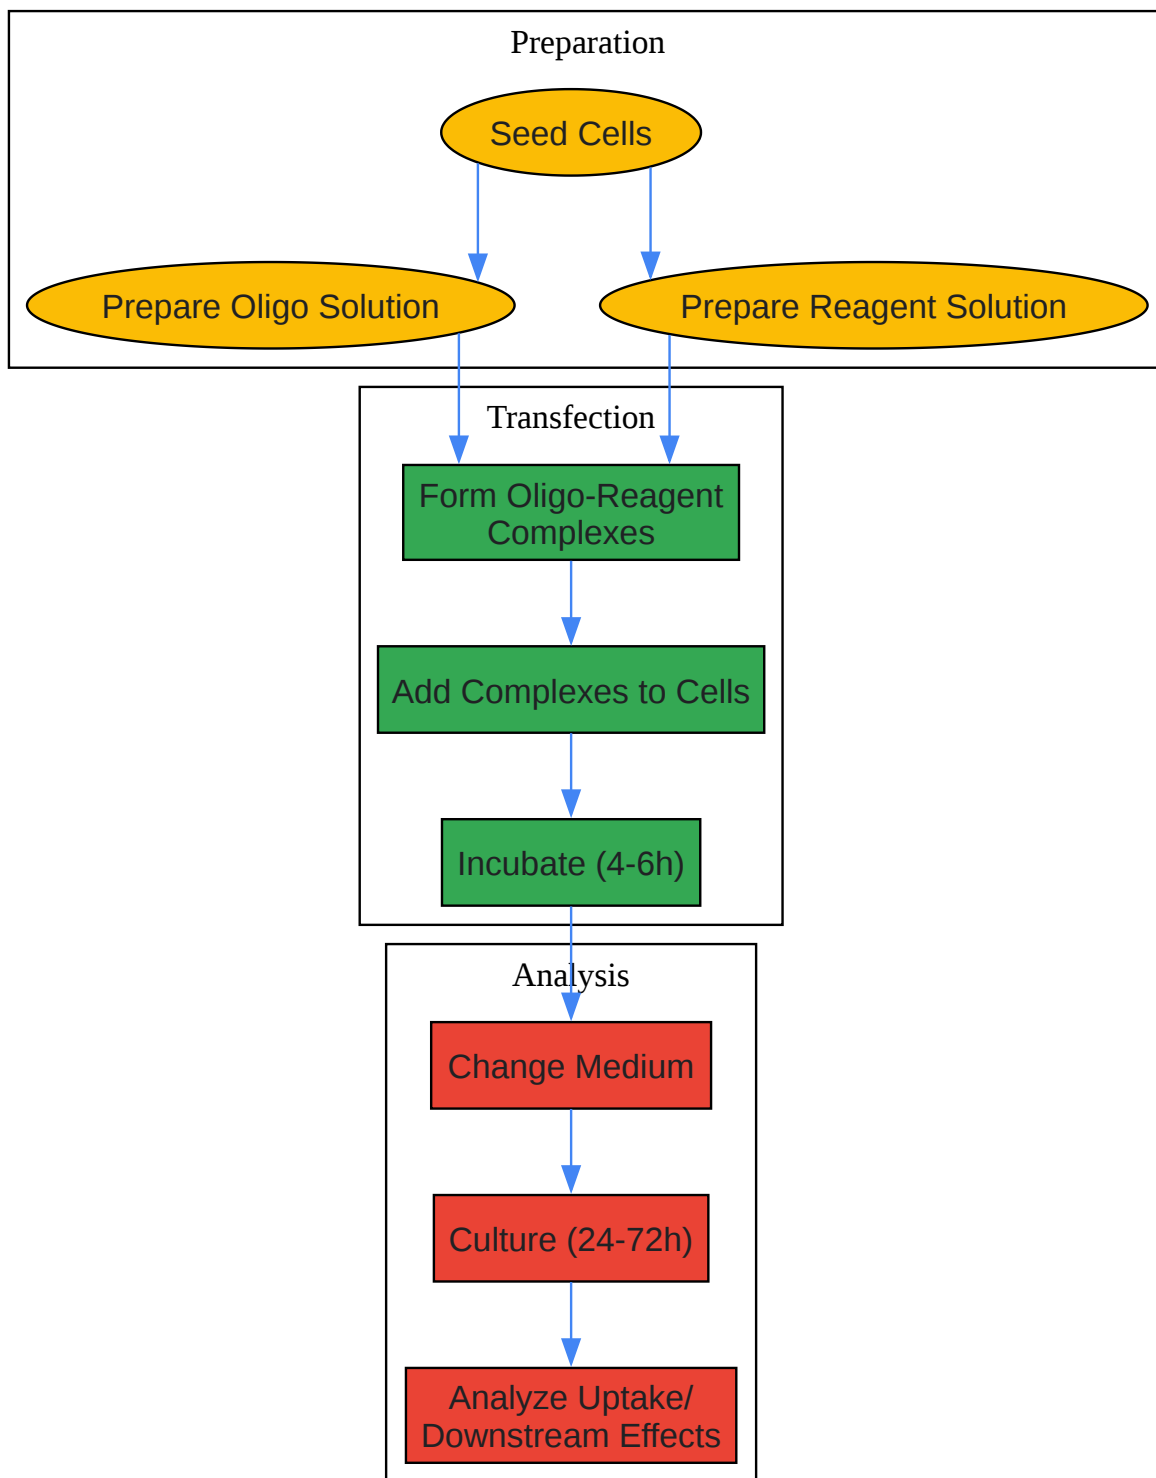 Preparation
Seed Cells
Prepare Oligo Solution
Prepare Reagent Solution
Transfection
Form Oligo-Reagent
Complexes
Add Complexes to Cells
Incubate (4-6h)
Analysis
Change Medium
Culture (24-72h)
Analyze Uptake/
Downstream Effects